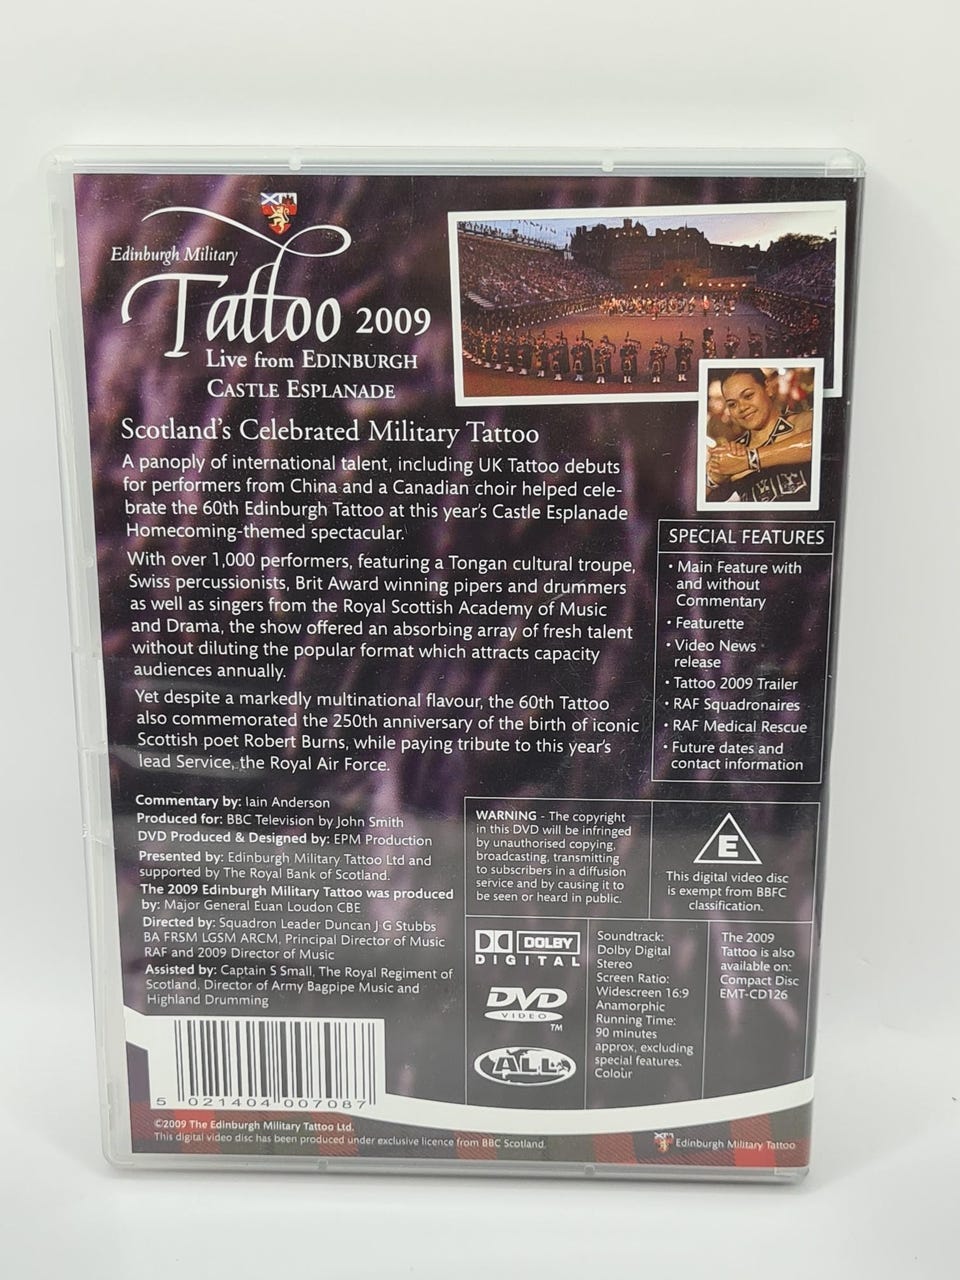 Edinburgh Military
Tattoo 2009
Live from EDINBURGH
CASTLE ESPLANADE
Scotland's Celebrated Military Tattoo
A panoply of international talent, including UK Tattoo debuts
for performers from China and a Canadian choir helped cele-
brate the 60th Edinburgh Tattoo at this year's Castle Esplanade
Homecoming-themed spectacular.
With over 1,000 performers, featuring a Tongan cultural troupe,
Swiss percussionists, Brit Award winning pipers and drummers
as well as singers from the Royal Scottish Academy of Music
and Drama, the show offered an absorbing array of fresh talent
without diluting the popular format which attracts capacity
audiences annually.
Yet despite a markedly multinational flavour, the 60th Tattoo
also commemorated the 250th anniversary of the birth of iconic
Scottish poet Robert Burns, while paying tribute to this year's
lead Service, the Royal Air Force.
SPECIAL FEATURES
• Main Feature with
and without
Commentary
• Featurette
• Video News
release
• Tattoo 2009 Trailer
• RAF Squadronaires
• RAF Medical Rescue
• Future dates and
contact information
Commentary by: Iain Anderson
Produced for: BBC Television by John Smith
DVD Produced & Designed by: EPM Production
Presented by: Edinburgh Military Tattoo Ltd and
supported by The Royal Bank of Scotland.
The 2009 Edinburgh Military Tattoo was produced
by: Major General Euan Loudon CBE
Directed by: Squadron Leader Duncan J G Stubbs
BA FRSM LGSM ARCM, Principal Director of Music
RAF and 2009 Director of Music
Assisted by: Captain S Small, The Royal Regiment of
Scotland, Director of Army Bagpipe Music and
Highland Drumming
WARNING - The copyright
in this DVD will be infringed
by unauthorised copying,
broadcasting, transmitting
to subscribers in a diffusion
service and by causing it to
be seen or heard in public.
E
This digital video disc
is exempt from BBFC
classification.
DOLBY
DIGITAL
DVD
VIDEO
TM
ALL
Soundtrack:
Dolby Digital
Stereo
Screen Ratio:
Widescreen 16:9
Anamorphic
Running Time:
90 minutes
approx, excluding
special features.
Colour
The 2009
Tattoo is also
available on:
Compact Disc
EMT-CD126
5 021404 007087
©2009 The Edinburgh Military Tattoo Ltd.
This digital video disc has been produced under exclusive licence from BBC Scotland.
Edinburgh Military Tattoo